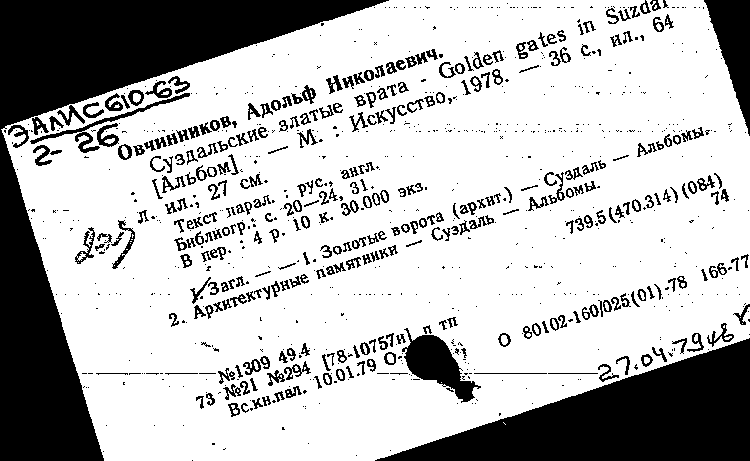 ЭАЛИС610-63
2-26
Овчинников, Адольф Николаевич.
Суздальские златые врата - Golden gates in Suzdal
: [Альбом]. — М. : Искусство, 1978. — 36 с., ил., 64
л. ил.; 27 см.
Текст парал. : рус., англ.
Библиогр.: с. 20—24, 31.
В пер. : 4 р. 10 к. 30.000 экз.
I. Загл. — — 1. Золотые ворота (архит.) — Суздаль — Альбомы.
2. Архитектурные памятники — Суздаль — Альбомы.
739.5(470.314)(084)
74
№1309 49.4
73 №21 №294 [78-10757и] п тп
Вс.кн.пал. 10.01.79 О-
О 80102-160/025(01)-78 166-77
27.04.79